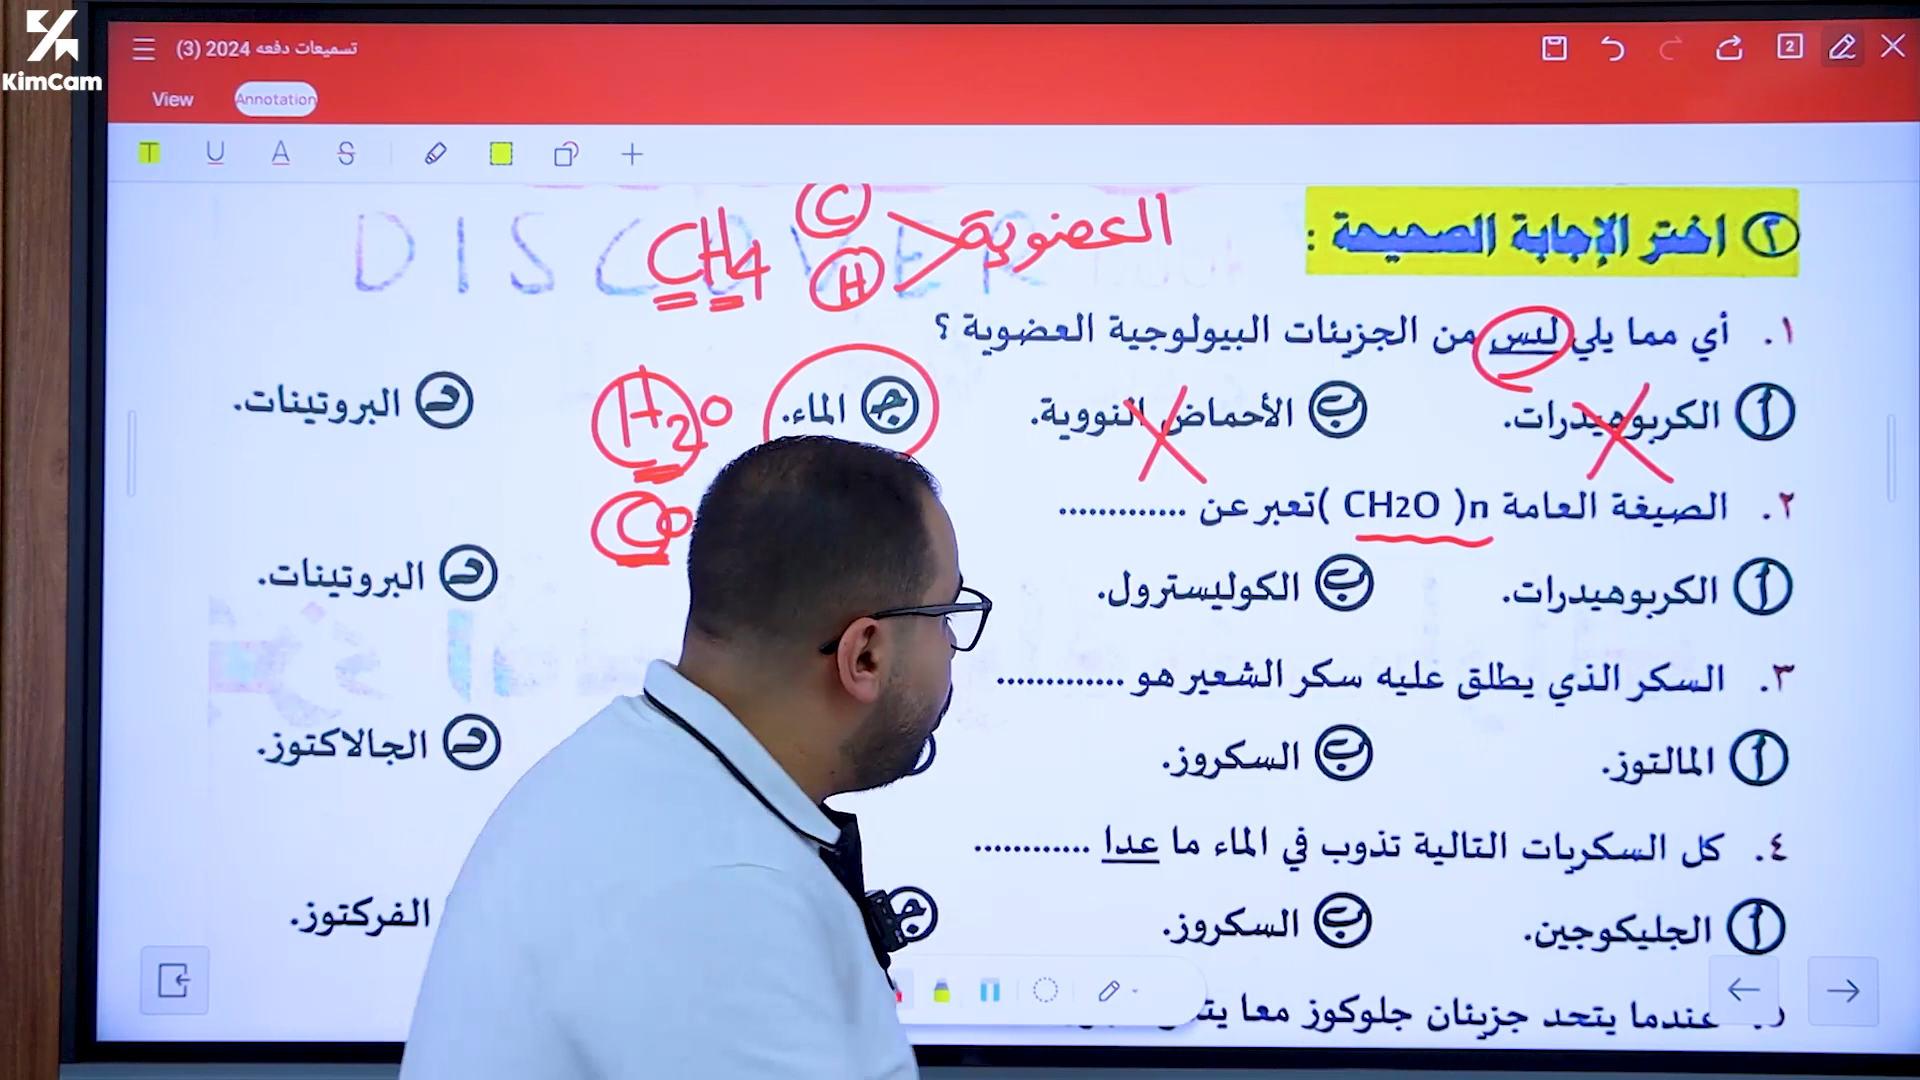 KimCam
تسميعات دفعه 2024 (3)
2
View
Annotation
T U A S
DISCOVER
CH4
C
H
العضوية
٢ اختر الإجابة الصحيحة :
١. أي مما يلي ليس من الجزيئات البيولوجية العضوية ؟
أ الكربوهيدرات. ب الأحماض النووية. ج الماء. د البروتينات.
H2O
Co
٢. الصيغة العامة CH2O )n )تعبر عن .............
أ الكربوهيدرات. ب الكوليسترول. د البروتينات.
٣. السكر الذي يطلق عليه سكر الشعير هو .............
أ المالتوز. ب السكروز. د الجالاكتوز.
٤. كل السكريات التالية تذوب في الماء ما عدا ............
أ الجليكوجين. ب السكروز. ج الفركتوز.
عندما يتحد جزيئان جلوكوز معا